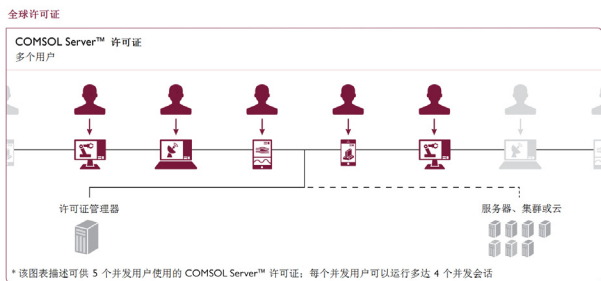 全球许可证
COMSOL Server™ 许可证
多个用户
许可证管理器
服务器、集群或云
* 该图表描述可供 5 个并发用户使用的 COMSOL Server™ 许可证；每个并发用户可以运行多达 4 个并发会话